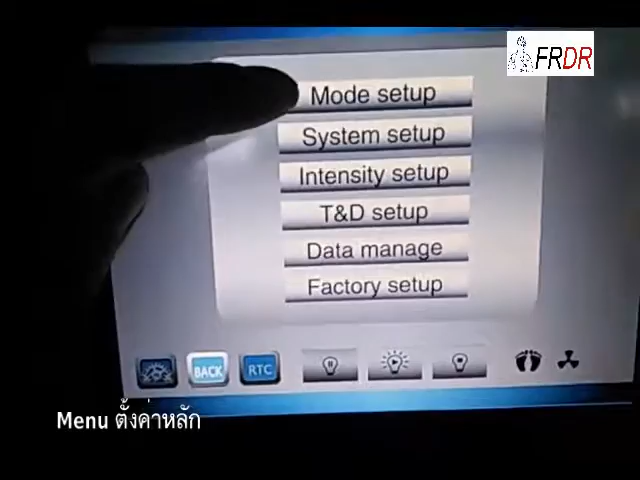 FRDR
Mode setup
System setup
Intensity setup
T&D setup
Data manage
Factory setup
BACK
RTC
Menu ตั้งค่าหลัก